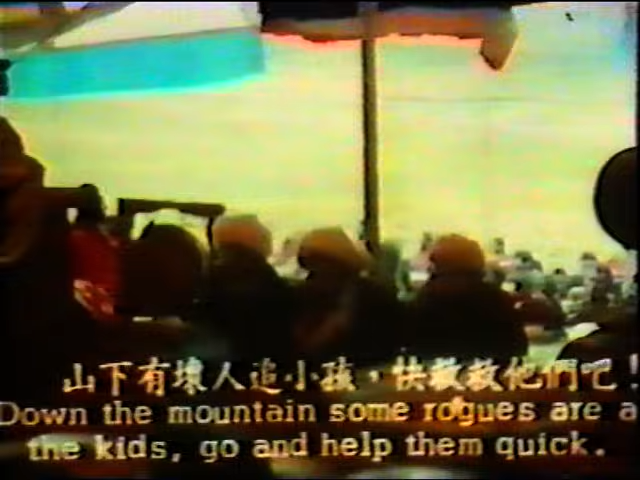 山下有壞人追小孩,快救救他們吧!
Down the mountain some rogues are a
the kids, go and help them quick.